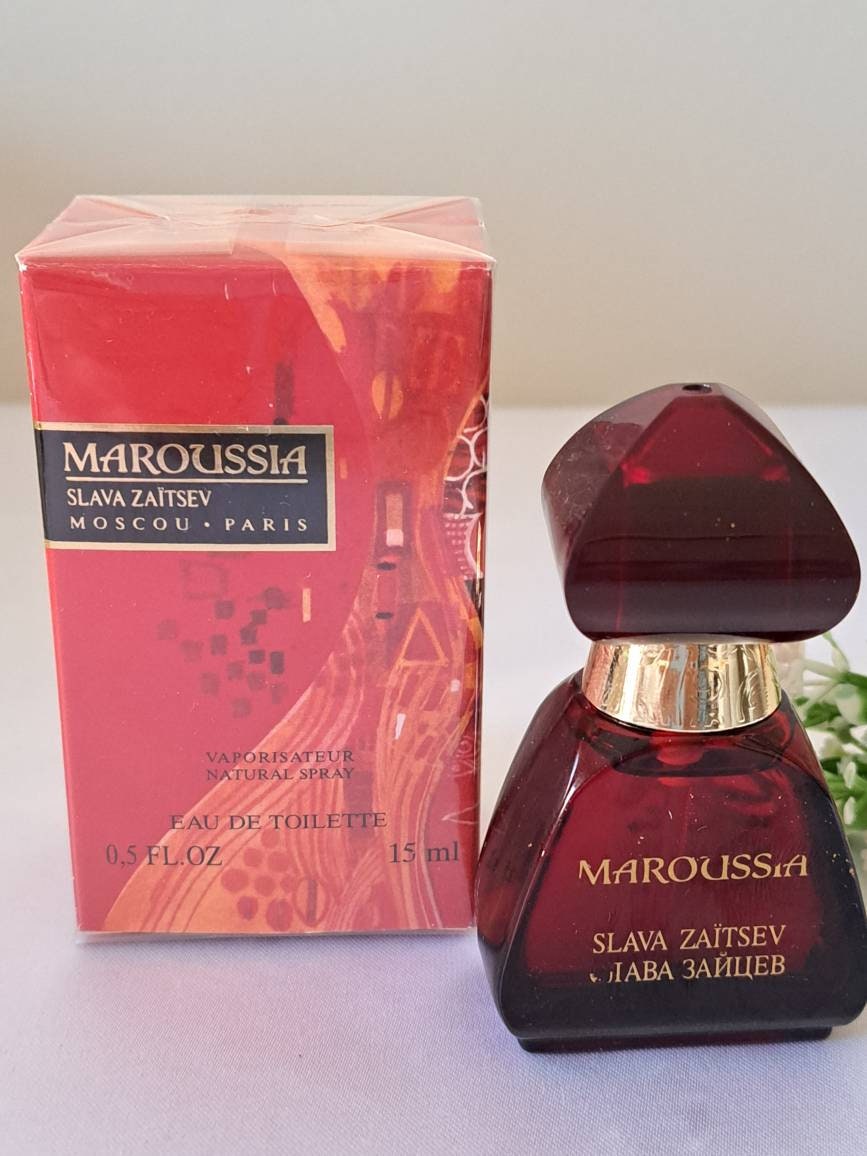 MAROUSSIA
SLAVA ZAÏTSEV
MOSCOU • PARIS
VAPORISATEUR
NATURAL SPRAY
EAU DE TOILETTE
0,5 FL.OZ 15 ml
MAROUSSIA
SLAVA ZAÏTSEV
СЛАВА ЗАЙЦЕВ